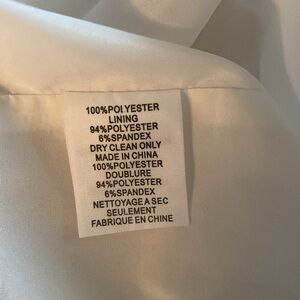 100%POLYESTER
LINING
94%POLYESTER
6%SPANDEX
DRY CLEAN ONLY
MADE IN CHINA
100%POLYESTER
DOUBLURE
94%POLYESTER
6%SPANDEX
NETTOYAGE A SEC
SEULEMENT
FABRIQUE EN CHINE